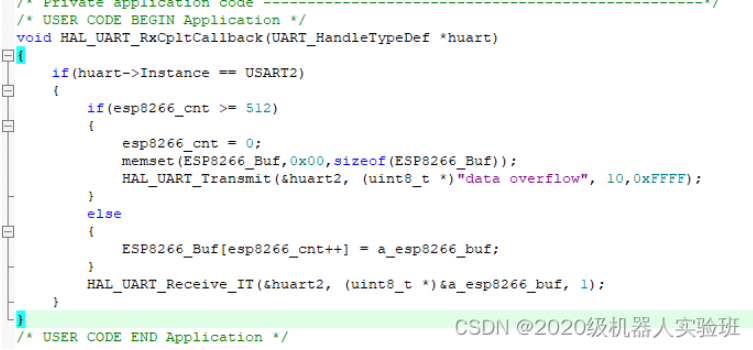 /* Private application code --------------------------------------------------*/
/* USER CODE BEGIN Application */
void HAL_UART_RxCpltCallback(UART_HandleTypeDef *huart)
{
    if(huart->Instance == USART2)
    {
        if(esp8266_cnt >= 512)
        {
            esp8266_cnt = 0;
            memset(ESP8266_Buf,0x00,sizeof(ESP8266_Buf));
            HAL_UART_Transmit(&huart2, (uint8_t *)"data overflow", 10,0xFFFF);
        }
        else
        {
            ESP8266_Buf[esp8266_cnt++] = a_esp8266_buf;
        }
        HAL_UART_Receive_IT(&huart2, (uint8_t *)&a_esp8266_buf, 1);
    }
}
/* USER CODE END Application */
CSDN @2020级机器人实验班